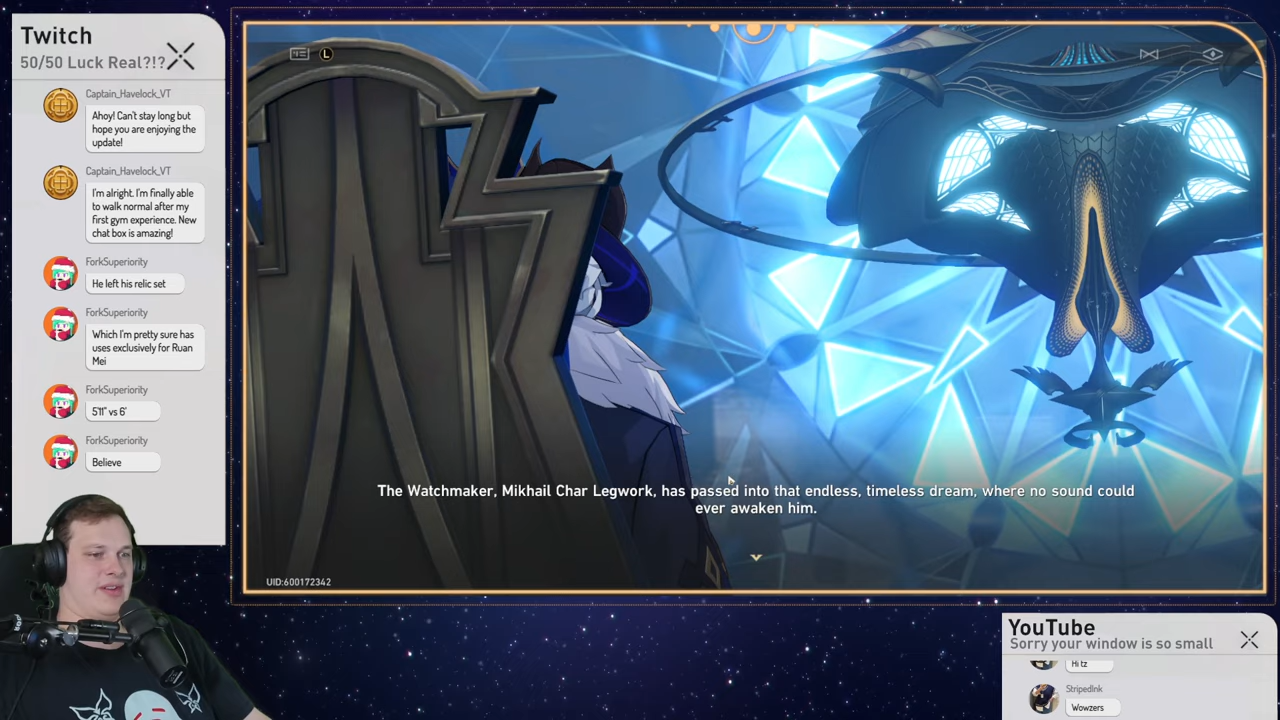 Twitch
50/50 Luck Real?!?
Captain_Havelock_VT
Ahoy! Can't stay long but
hope you are enjoying the
update!
Captain_Havelock_VT
I'm alright. I'm finally able
to walk normal after my
first gym experience. New
chat box is amazing!
ForkSuperiority
He left his relic set
ForkSuperiority
Which I'm pretty sure has
uses exclusively for Ruan
Mei
ForkSuperiority
5'11" vs 6'
ForkSuperiority
Believe
L
The Watchmaker, Mikhail Char Legwork, has passed into that endless, timeless dream, where no sound could
ever awaken him.
UID:600172342
YouTube
Sorry your window is so small
Hi tz
StripedInk
Wowzers